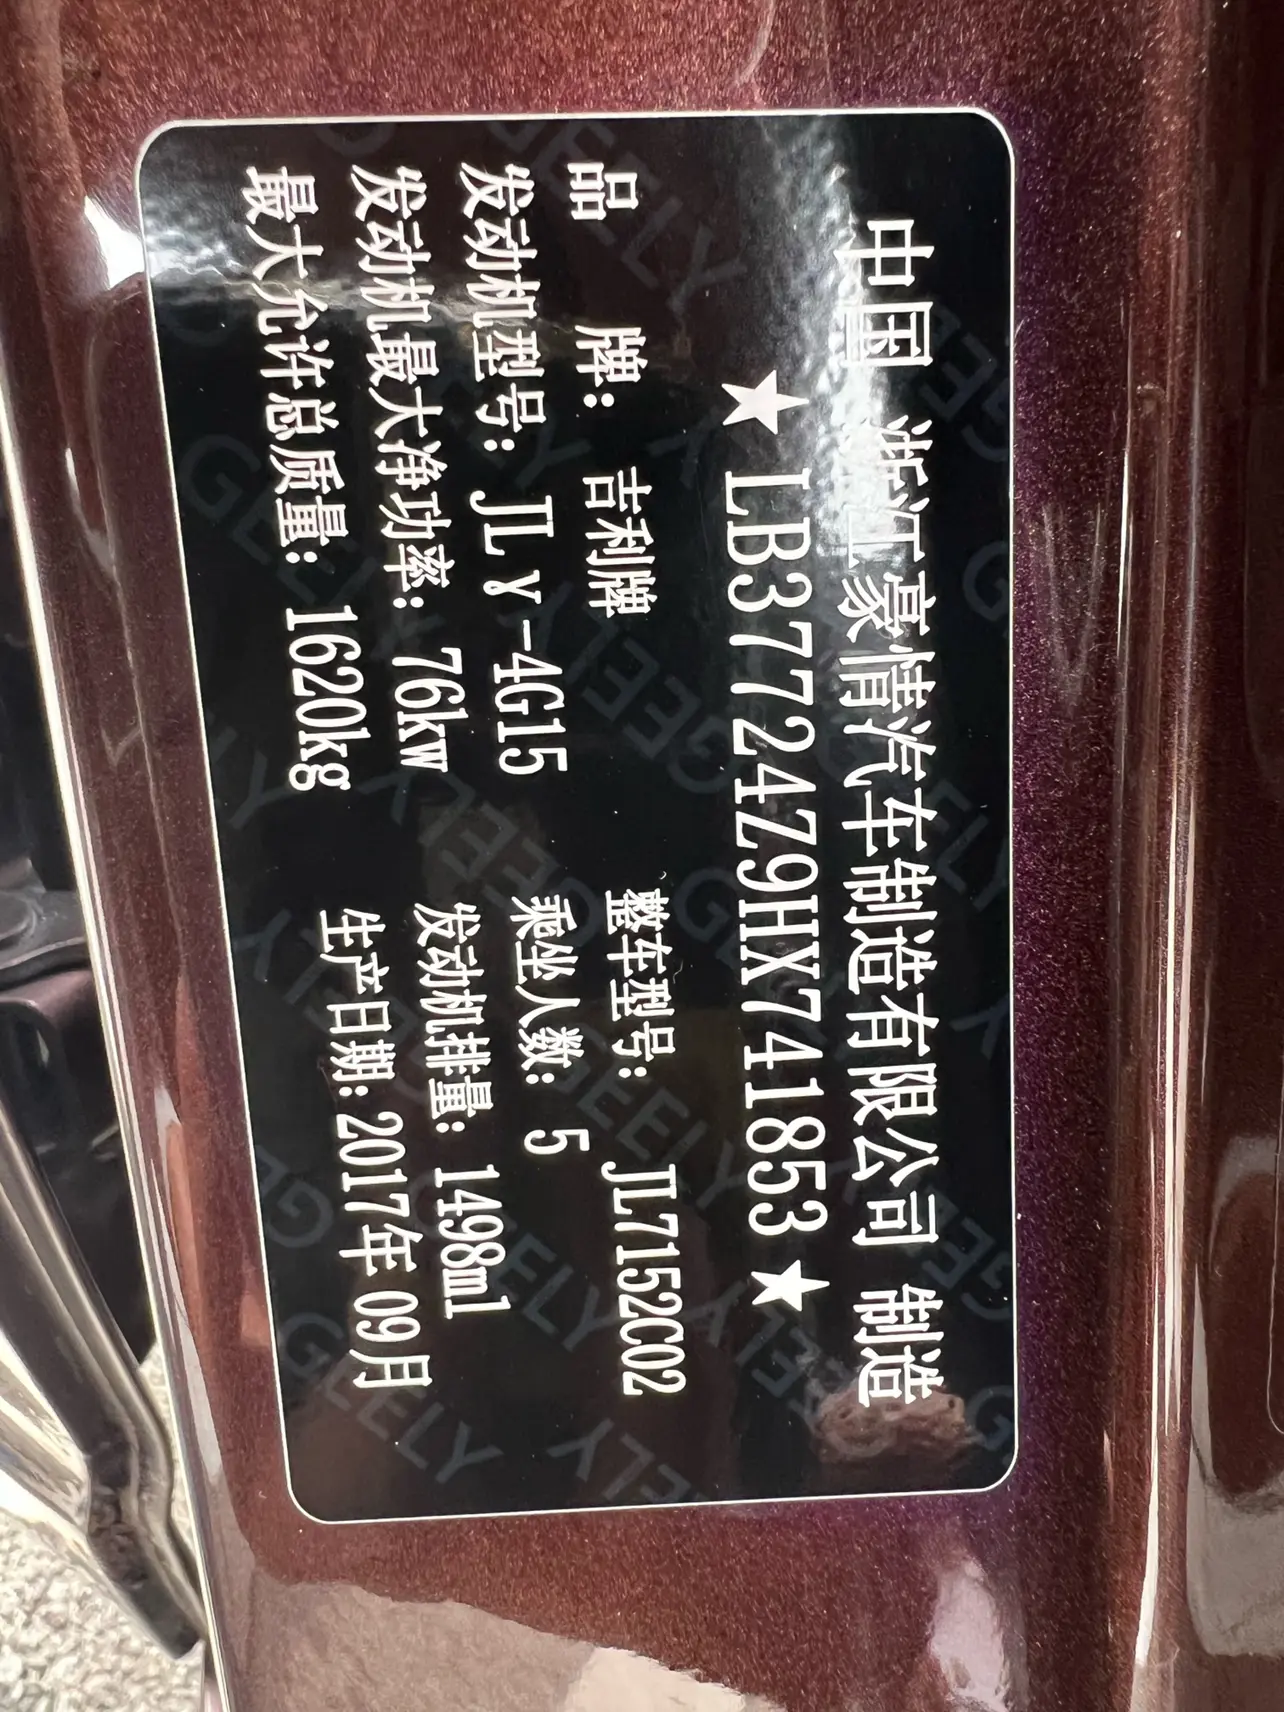 中国 浙江豪情汽车制造有限公司 制造
★LB37724Z9HX741853★
品 牌: 吉利牌 整车型号: JL7152C02
发动机型号: JLγ-4G15 乘坐人数: 5
发动机最大净功率: 76kw 发动机排量: 1498ml
最大允许总质量: 1620kg 生产日期: 2017年09月